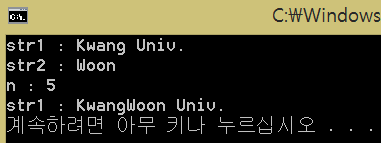 C:\Windows
C:\.
str1 : Kwang Univ.
str2 : Woon
n : 5
str1 : KwangWoon Univ.
계속하려면 아무 키나 누르십시오 . . .